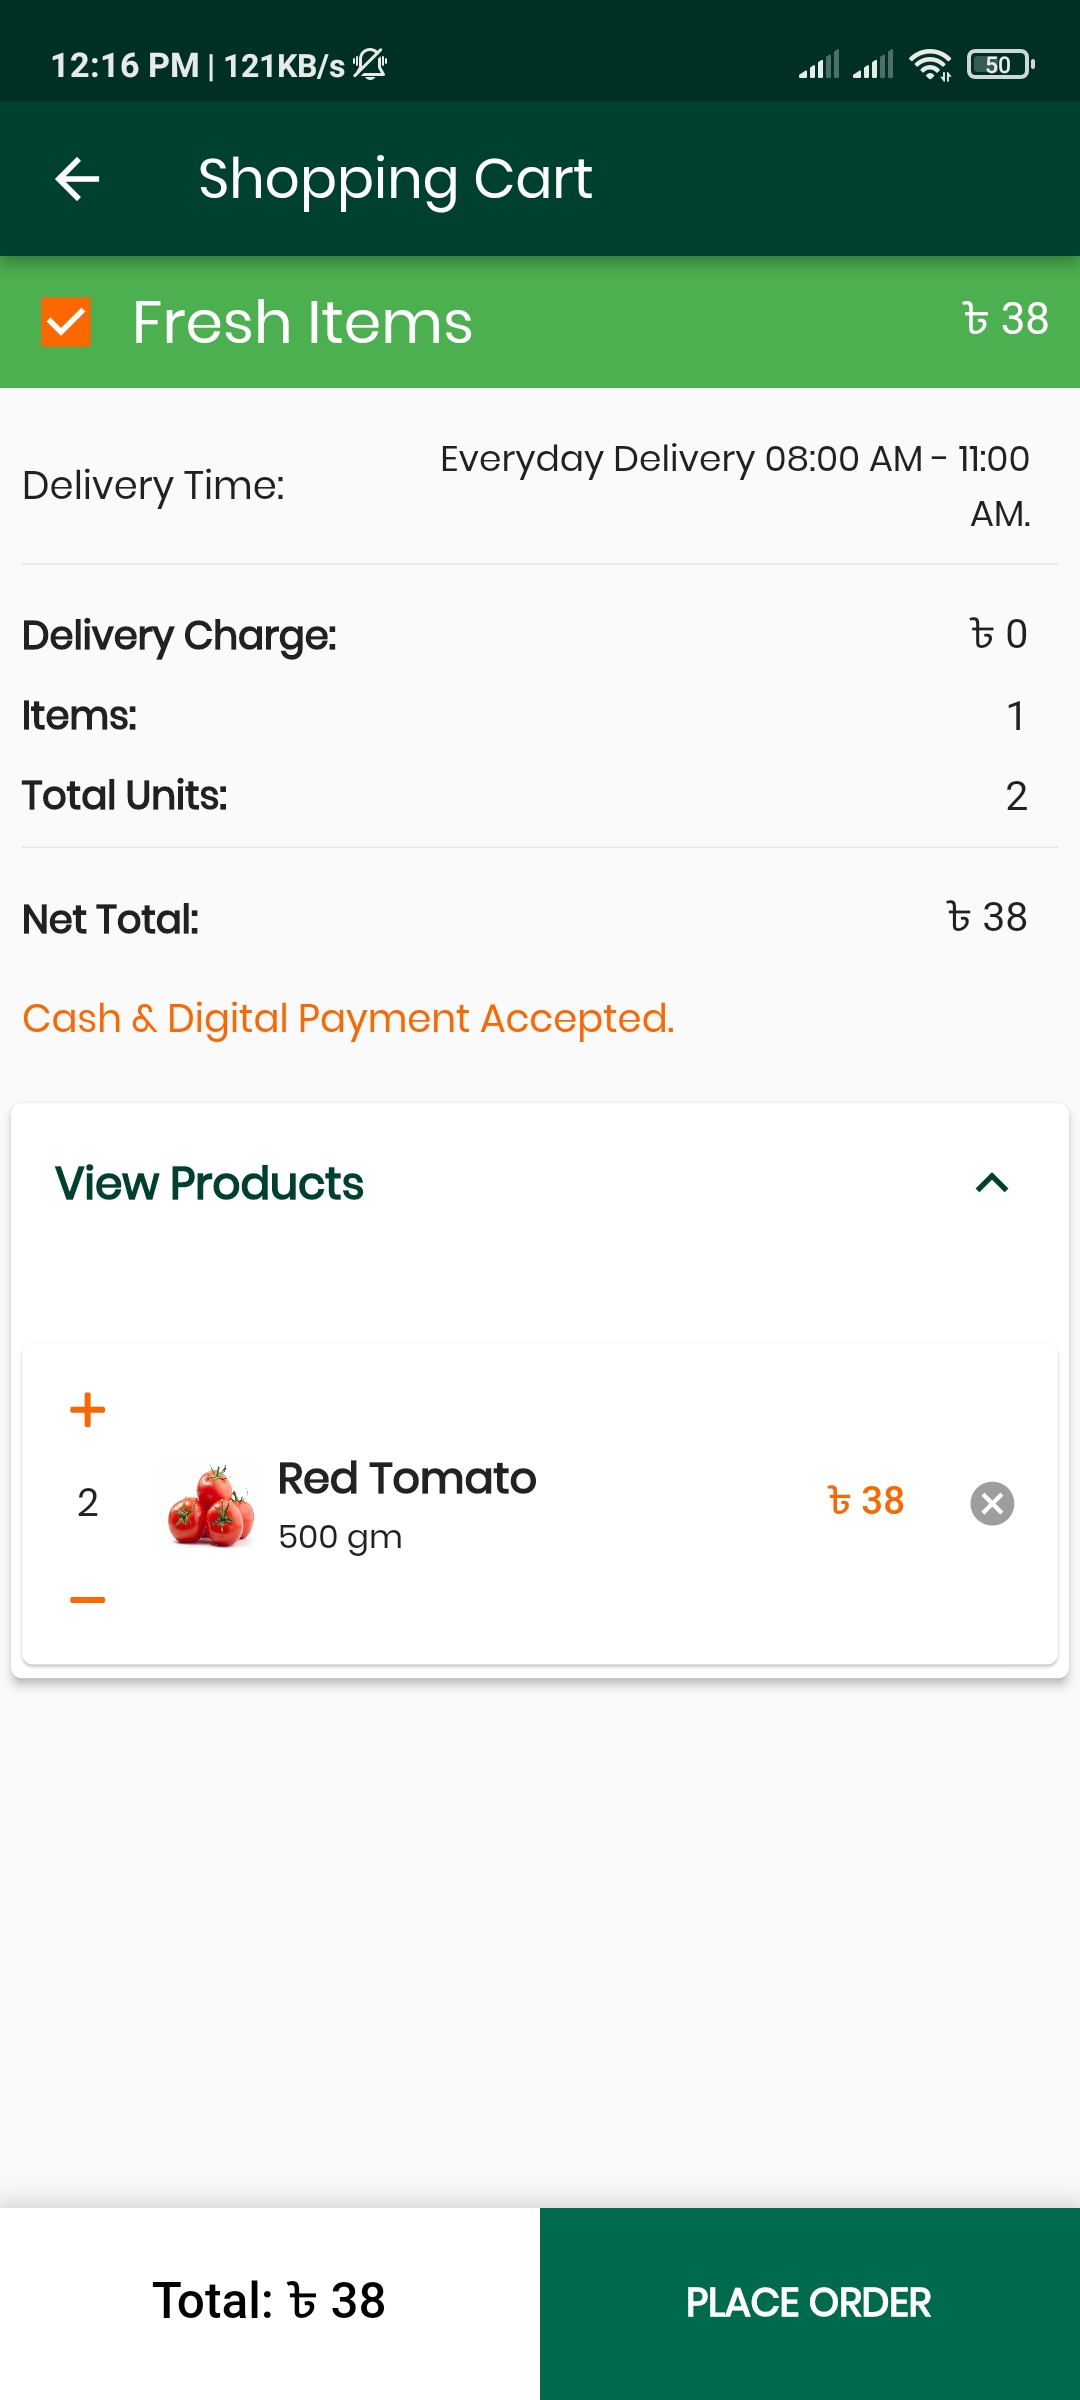 12:16 PM | 121KB/s
50
Shopping Cart
Fresh Items ৳ 38
Delivery Time: Everyday Delivery 08:00 AM - 11:00
AM.
Delivery Charge: ৳ 0
Items: 1
Total Units: 2
Net Total: ৳ 38
Cash & Digital Payment Accepted.
View Products
Red Tomato
2 ৳ 38
500 gm
Total: ৳ 38 PLACE ORDER